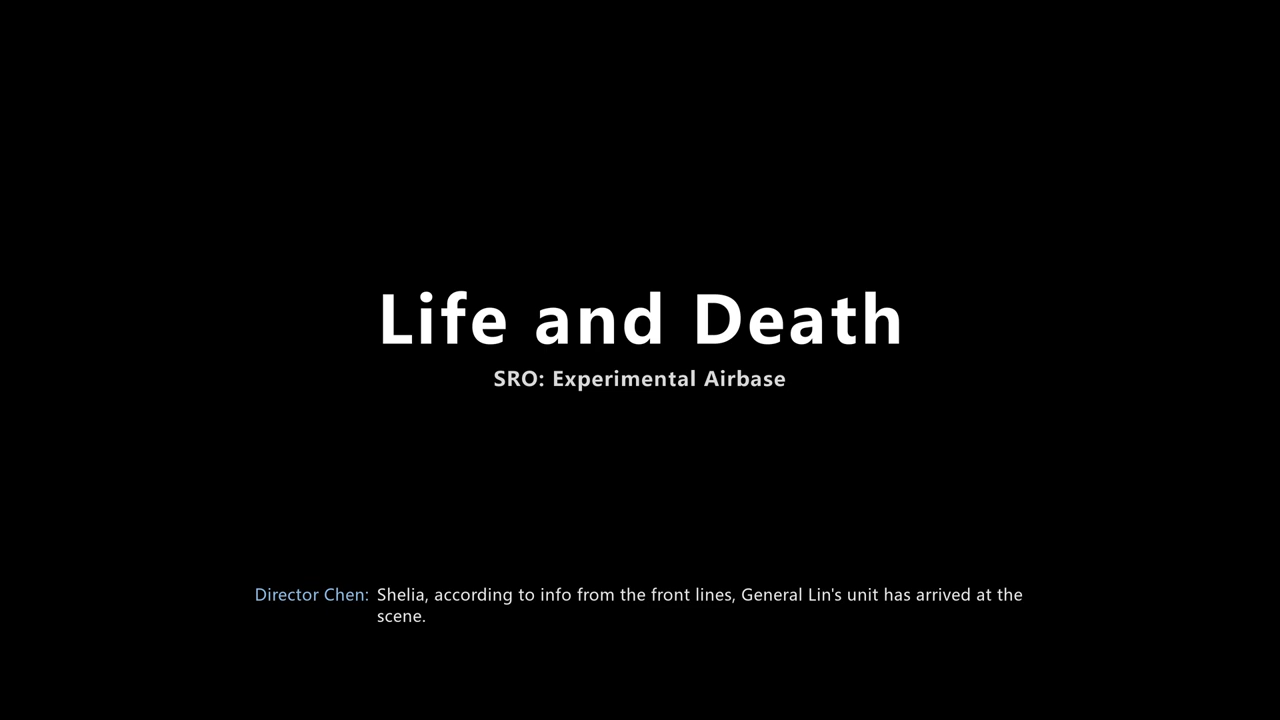 Life and Death
SRO: Experimental Airbase
Director Chen: Shelia, according to info from the front lines, General Lin's unit has arrived at the
scene.